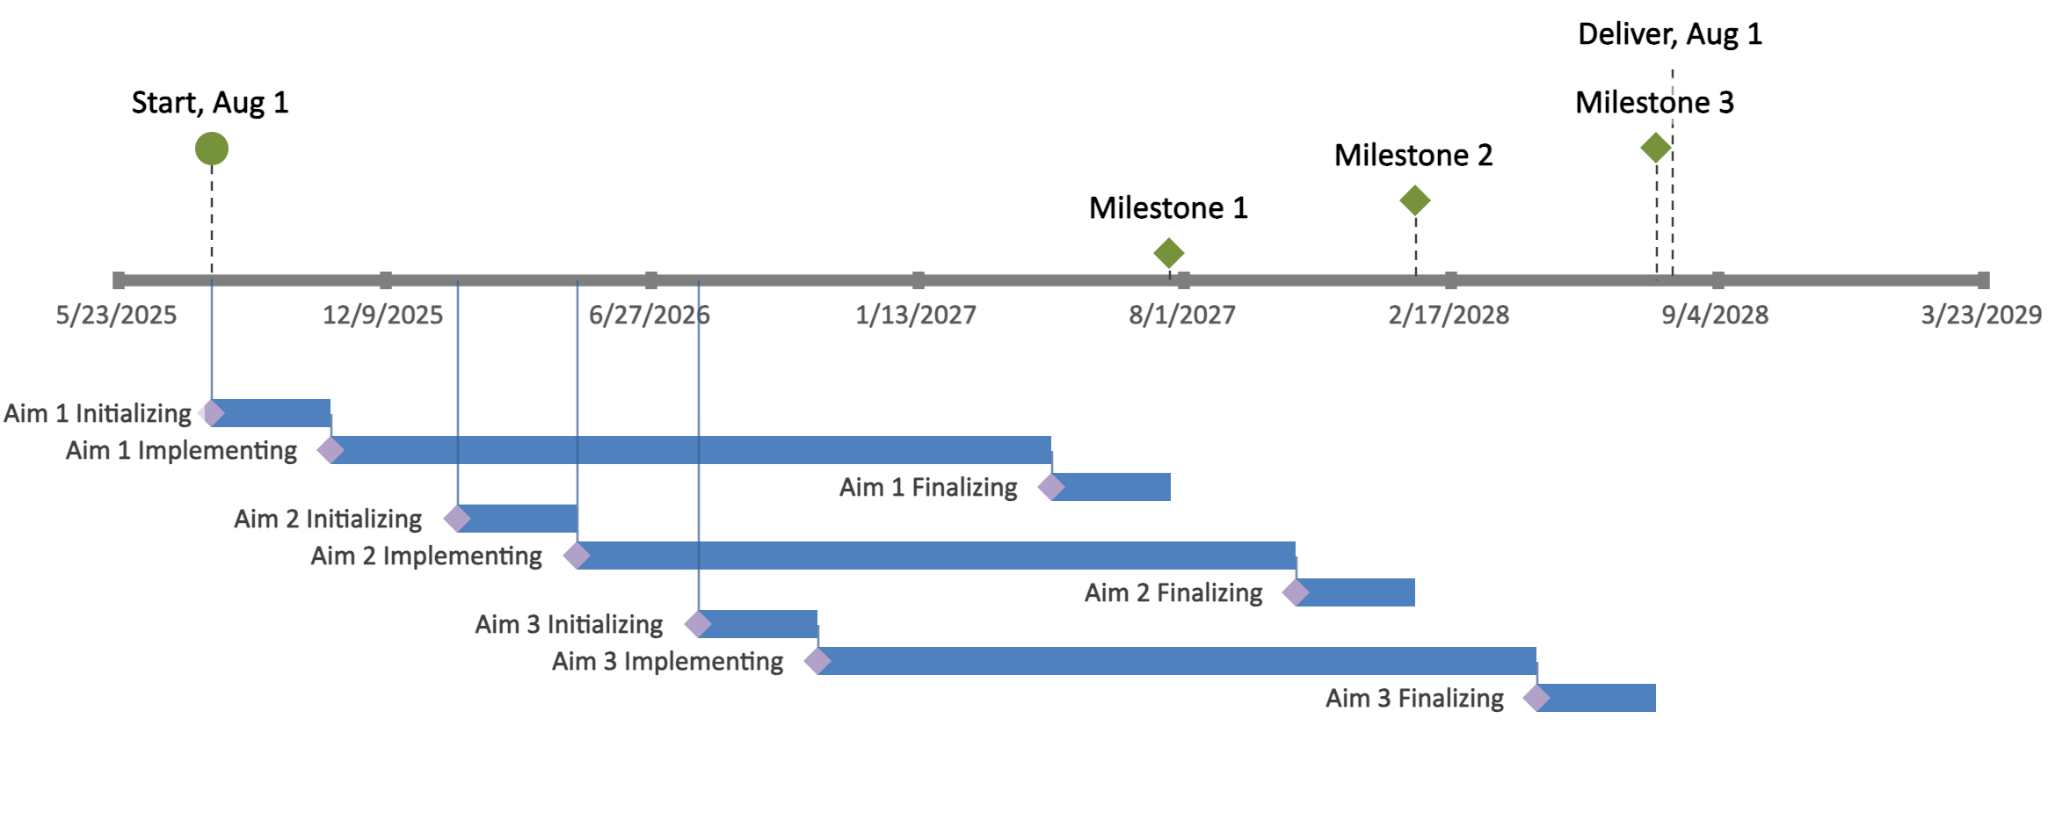 Deliver, Aug 1
Start, Aug 1
Milestone 3
Milestone 2
Milestone 1
5/23/2025 12/9/2025 6/27/2026 1/13/2027 8/1/2027 2/17/2028 9/4/2028 3/23/2029
Aim 1 Initializing
Aim 1 Implementing
Aim 1 Finalizing
Aim 2 Initializing
Aim 2 Implementing
Aim 2 Finalizing
Aim 3 Initializing
Aim 3 Implementing
Aim 3 Finalizing